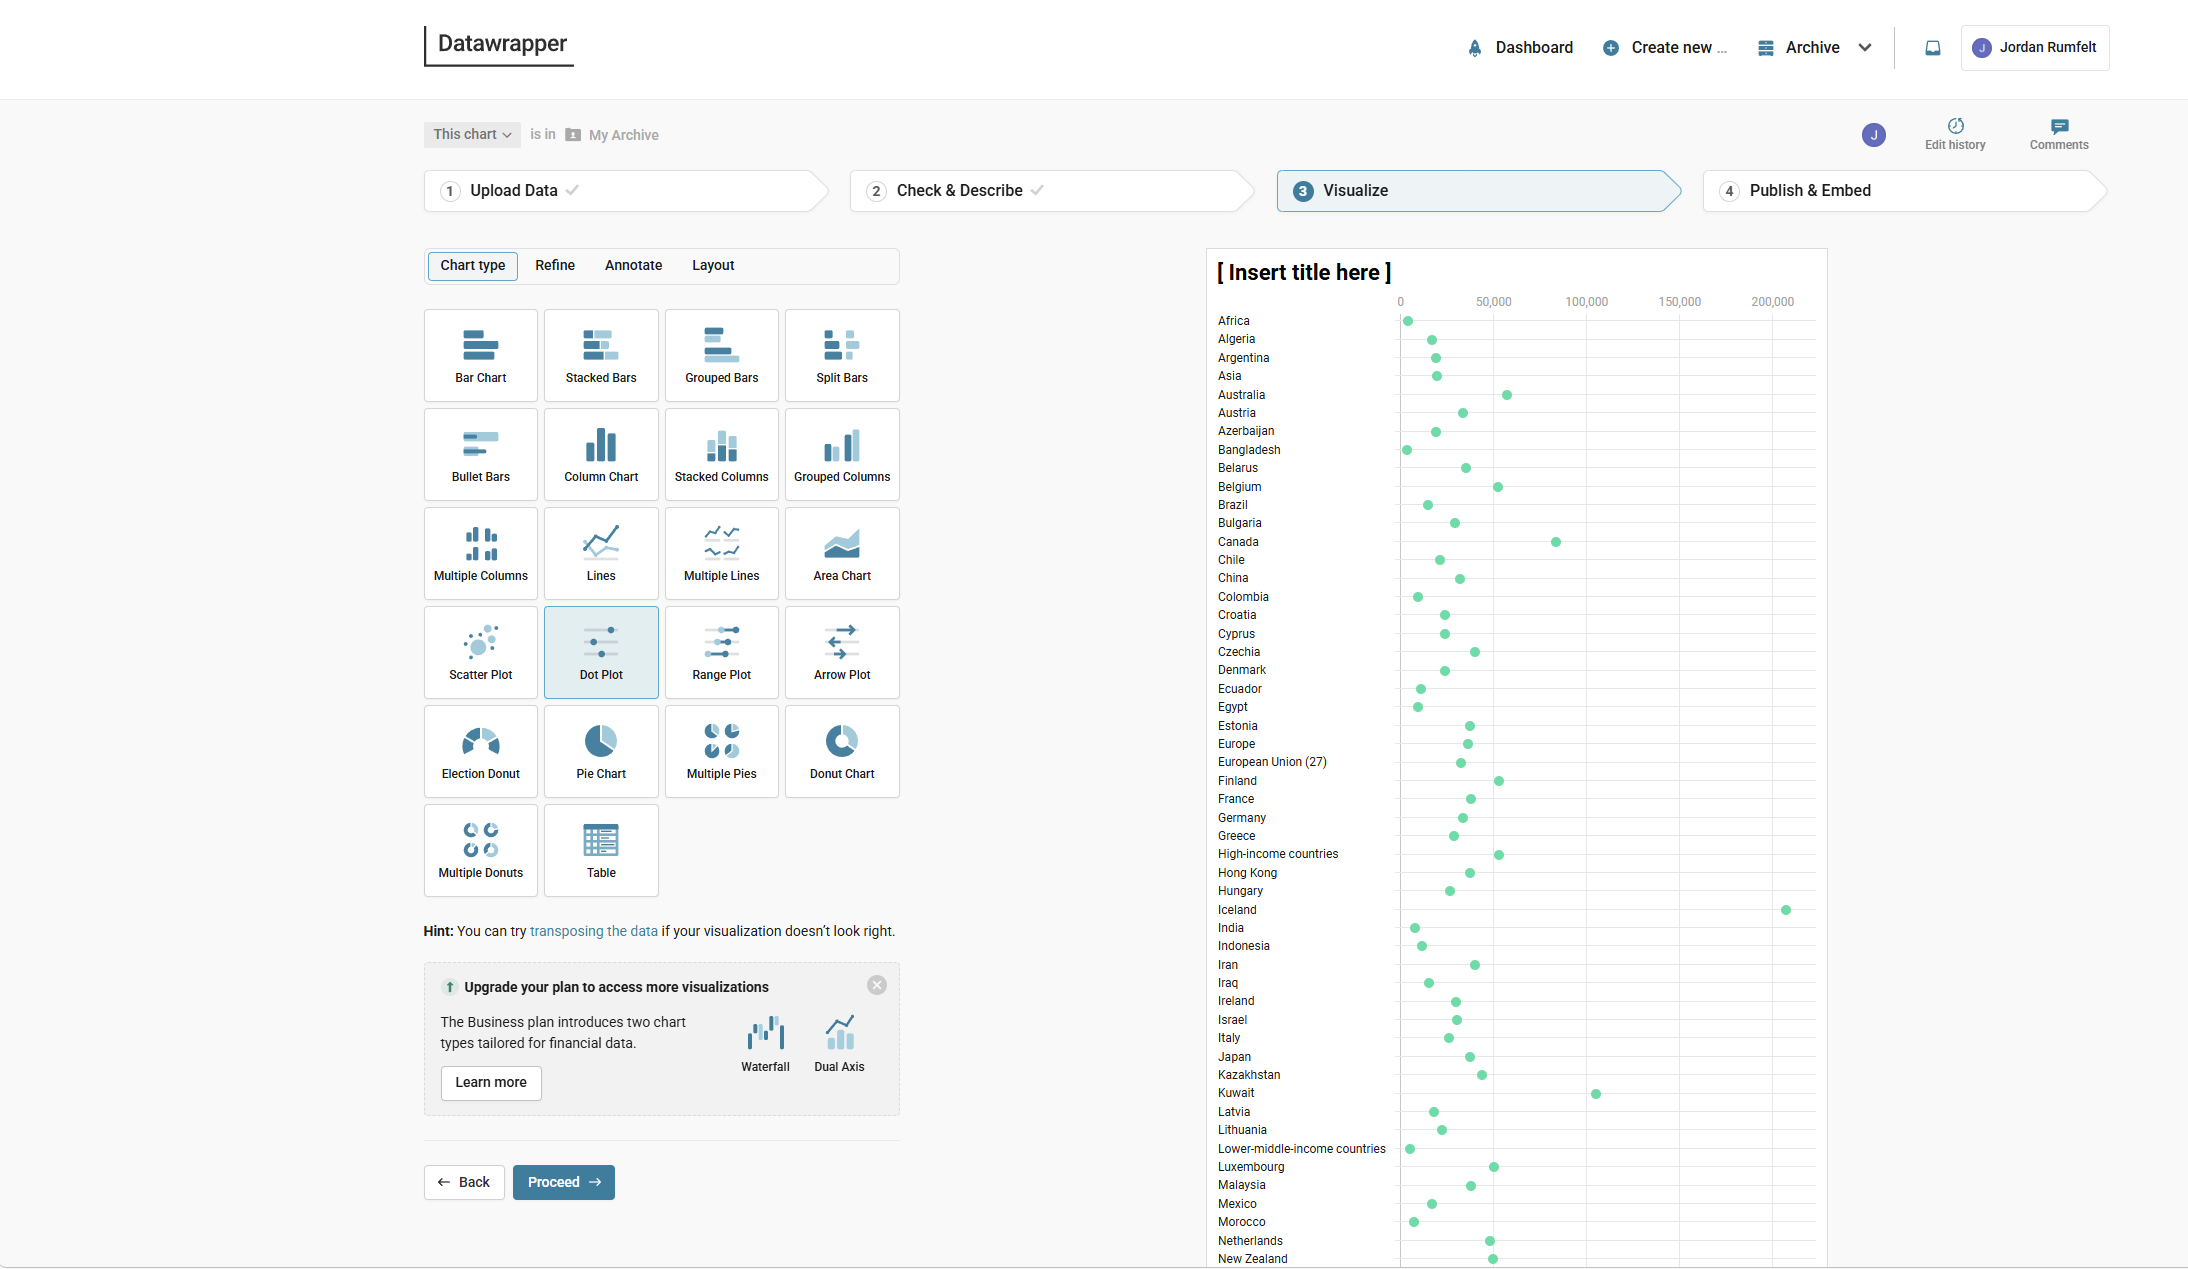 Datawrapper
Dashboard
Create new ...
Archive
J
Jordan Rumfelt
This chart
is in
My Archive
J
Edit history
Comments
1 Upload Data
2 Check & Describe
3 Visualize
4 Publish & Embed
Chart type
Refine
Annotate
Layout
Bar Chart
Stacked Bars
Grouped Bars
Split Bars
Bullet Bars
Column Chart
Stacked Columns
Grouped Columns
Multiple Columns
Lines
Multiple Lines
Area Chart
Scatter Plot
Dot Plot
Range Plot
Arrow Plot
Election Donut
Pie Chart
Multiple Pies
Donut Chart
Multiple Donuts
Table
Hint: You can try transposing the data if your visualization doesn’t look right.
Upgrade your plan to access more visualizations
The Business plan introduces two chart
types tailored for financial data.
Learn more
Waterfall
Dual Axis
Back
Proceed
[ Insert title here ]
0 50,000 100,000 150,000 200,000
Africa
Algeria
Argentina
Asia
Australia
Austria
Azerbaijan
Bangladesh
Belarus
Belgium
Brazil
Bulgaria
Canada
Chile
China
Colombia
Croatia
Cyprus
Czechia
Denmark
Ecuador
Egypt
Estonia
Europe
European Union (27)
Finland
France
Germany
Greece
High-income countries
Hong Kong
Hungary
Iceland
India
Indonesia
Iran
Iraq
Ireland
Israel
Italy
Japan
Kazakhstan
Kuwait
Latvia
Lithuania
Lower-middle-income countries
Luxembourg
Malaysia
Mexico
Morocco
Netherlands
New Zealand